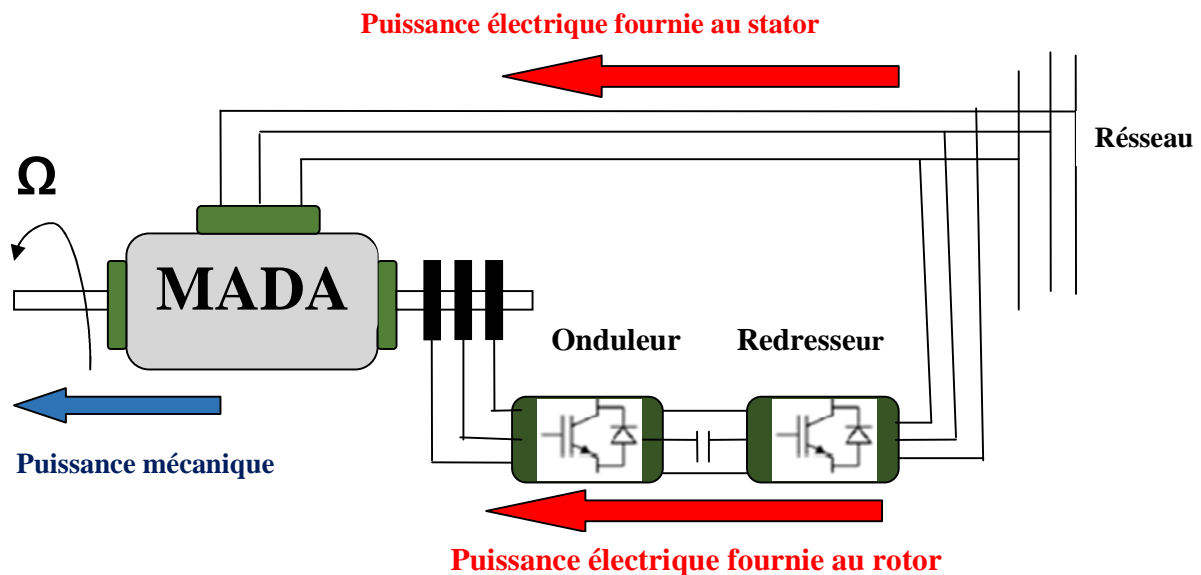 Puissance électrique fournie au stator
Résseau
Ω
MADA
Onduleur
Redresseur
Puissance mécanique
Puissance électrique fournie au rotor